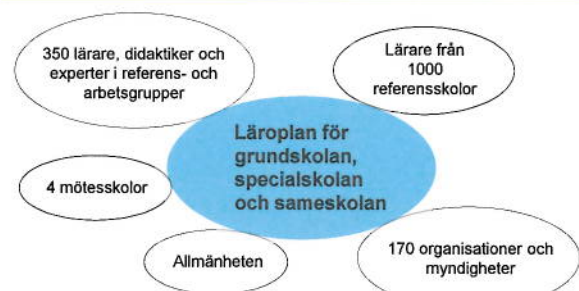 350 lärare, didaktiker och
experter i referens- och
arbetsgrupper
Lärare från
1000
referensskolor
Läroplan för
grundskolan,
specialskolan
och sameskolan
4 mötesskolor
Allmänheten
170 organisationer och
myndigheter